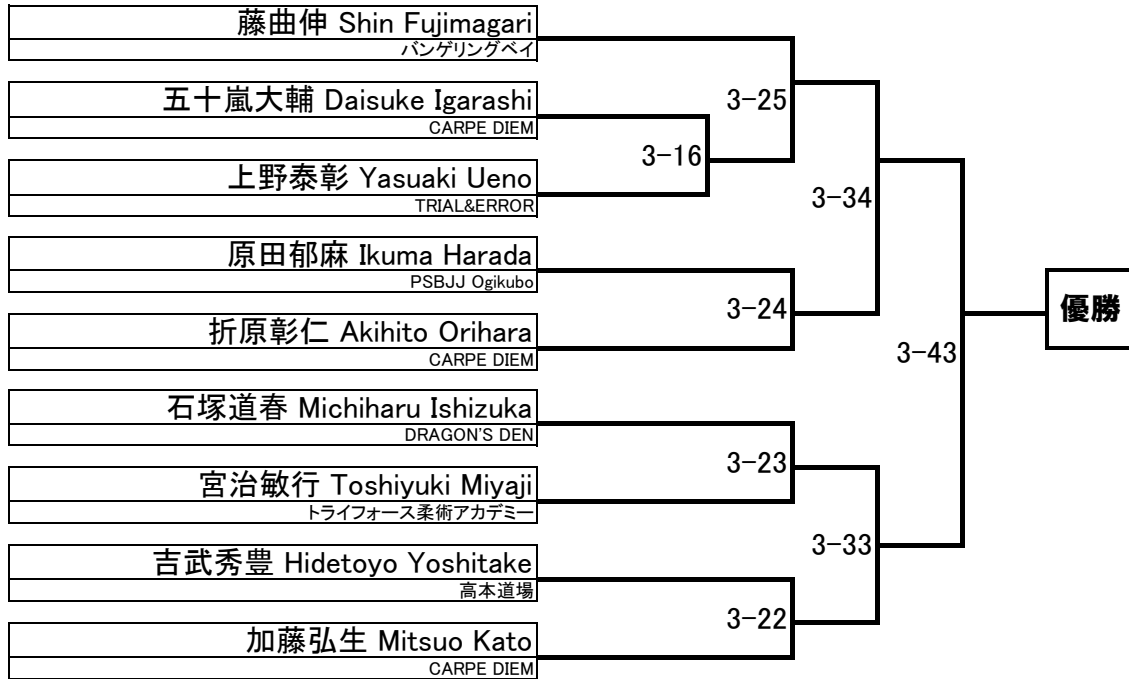 藤曲伸 Shin Fujimagari
バンゲリングベイ
3-25
五十嵐大輔 Daisuke Igarashi
CARPE DIEM
3-16
上野泰彰 Yasuaki Ueno
TRIAL&ERROR
3-34
原田郁麻 Ikuma Harada
PSBJJ Ogikubo
3-24
優勝
折原彰仁 Akihito Orihara
CARPE DIEM
3-43
石塚道春 Michiharu Ishizuka
DRAGON'S DEN
3-23
宮治敏行 Toshiyuki Miyaji
トライフォース柔術アカデミー
3-33
吉武秀豊 Hidetoyo Yoshitake
高本道場
3-22
加藤弘生 Mitsuo Kato
CARPE DIEM